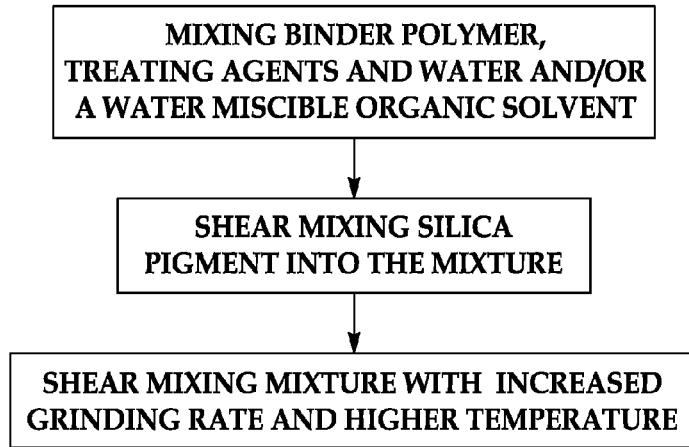 MIXING BINDER POLYMER,
TREATING AGENTS AND WATER AND/OR
A WATER MISCIBLE ORGANIC SOLVENT
SHEAR MIXING SILICA
PIGMENT INTO THE MIXTURE
SHEAR MIXING MIXTURE WITH INCREASED
GRINDING RATE AND HIGHER TEMPERATURE